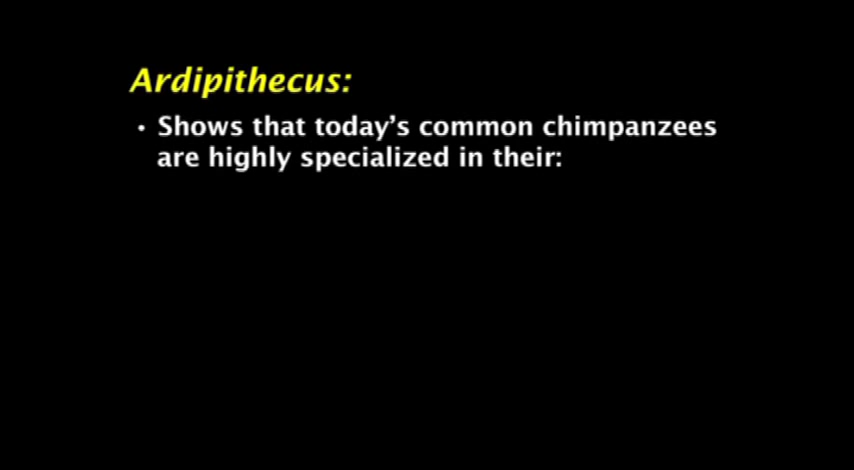 Ardipithecus:
• Shows that today’s common chimpanzees
are highly specialized in their: